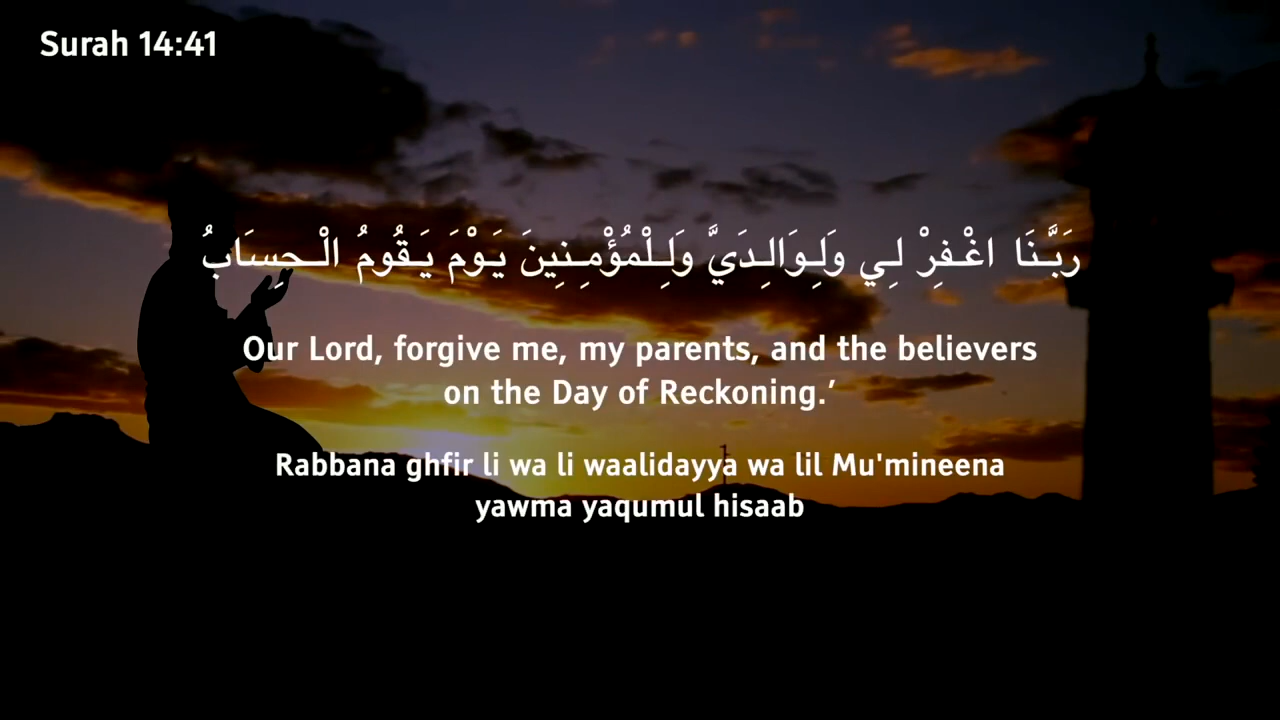 Surah 14:41
رَبَّنَا اغْفِرْ لِي وَلِوَالِدَيَّ وَلِلْمُؤْمِنِينَ يَوْمَ يَقُومُ الْحِسَابُ
Our Lord, forgive me, my parents, and the believers
on the Day of Reckoning.’
Rabbana ghfir li wa li waalidayya wa lil Mu'mineena
yawma yaqumul hisaab